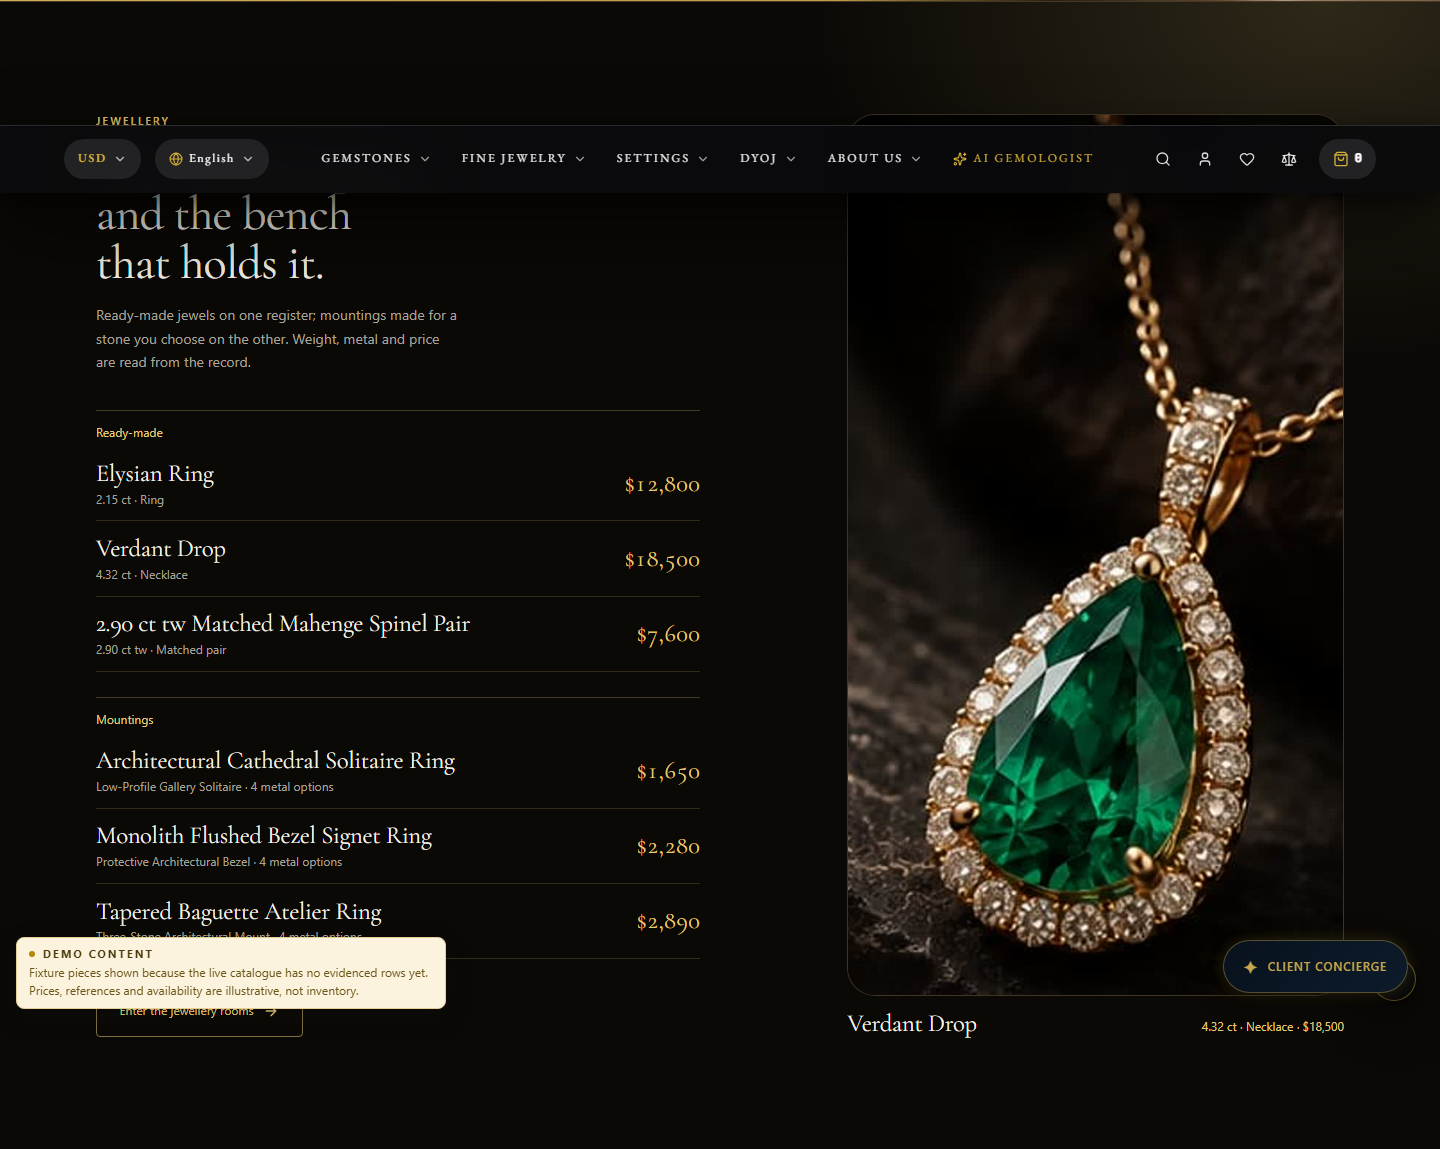 JEWELLERY
USD
English
GEMSTONES
FINE JEWELRY
SETTINGS
DYOJ
ABOUT US
AI GEMOLOGIST
0
and the bench
that holds it.
Ready-made jewels on one register; mountings made for a
stone you choose on the other. Weight, metal and price
are read from the record.
Ready-made
Elysian Ring
2.15 ct · Ring
$12,800
Verdant Drop
4.32 ct · Necklace
$18,500
2.90 ct tw Matched Mahenge Spinel Pair
2.90 ct tw · Matched pair
$7,600
Mountings
Architectural Cathedral Solitaire Ring
Low-Profile Gallery Solitaire · 4 metal options
$1,650
Monolith Flushed Bezel Signet Ring
Protective Architectural Bezel · 4 metal options
$2,280
Tapered Baguette Atelier Ring
Three-Stone Architectural Mount · 4 metal options
$2,890
DEMO CONTENT
Fixture pieces shown because the live catalogue has no evidenced rows yet.
Prices, references and availability are illustrative, not inventory.
Enter the jewellery rooms
CLIENT CONCIERGE
Verdant Drop
4.32 ct · Necklace · $18,500